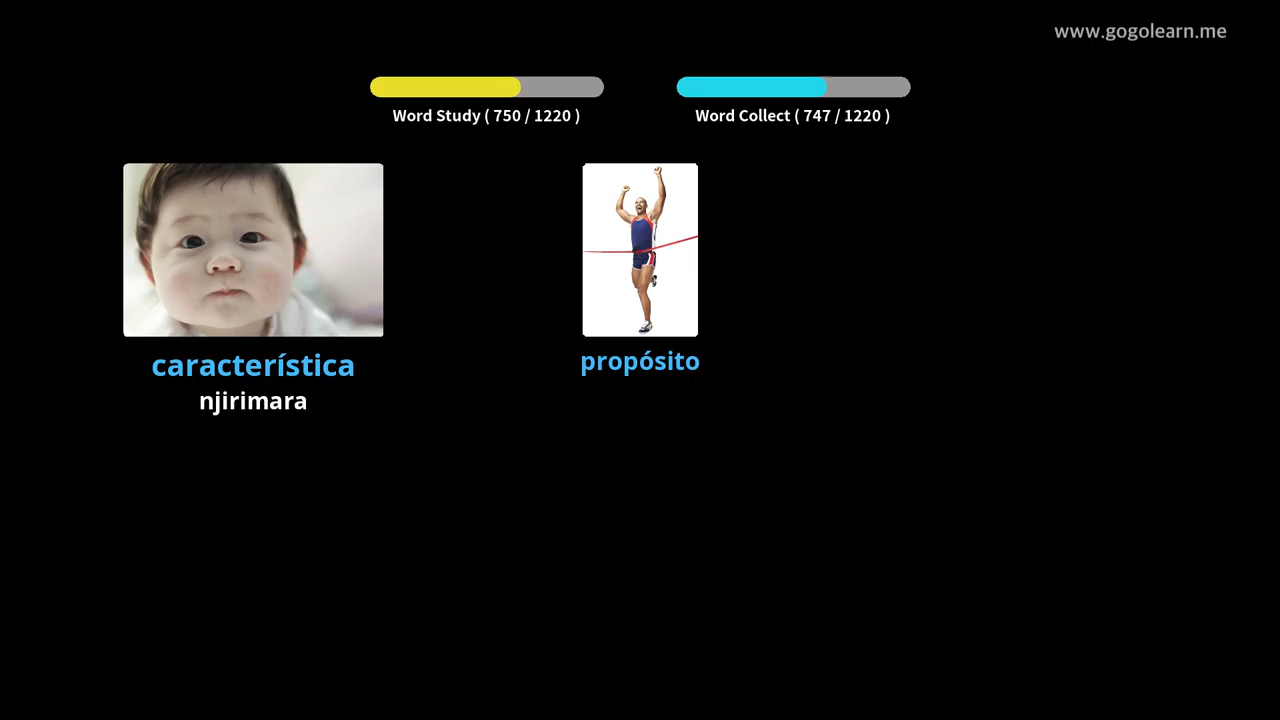 www.gogolearn.me
Word Study ( 750 / 1220 )
Word Collect ( 747 / 1220 )
característica
njirimara
propósito